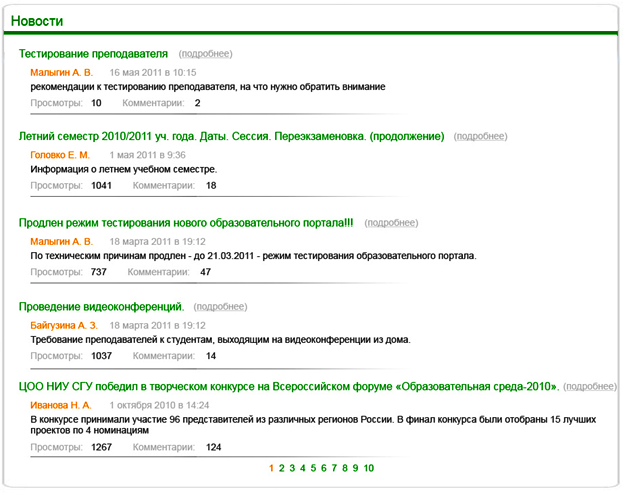 Новости
Тестирование преподавателя (подробнее)
Малыгин А. В. 16 мая 2011 в 10:15
рекомендации к тестированию преподавателя, на что нужно обратить внимание
Просмотры: 10 Комментарии: 2
Летний семестр 2010/2011 уч. года. Даты. Сессия. Переэкзаменовка. (продолжение) (подробнее)
Головко Е. М. 1 мая 2011 в 9:36
Информация о летнем учебном семестре.
Просмотры: 1041 Комментарии: 18
Продлен режим тестирования нового образовательного портала!!! (подробнее)
Малыгин А. В. 18 марта 2011 в 19:12
По техническим причинам продлен - до 21.03.2011 - режим тестирования образовательного портала.
Просмотры: 737 Комментарии: 47
Проведение видеоконференций. (подробнее)
Байгузина А. З. 18 марта 2011 в 19:12
Требование преподавателей к студентам, выходящим на видеоконференции из дома.
Просмотры: 1037 Комментарии: 14
ЦОО НИУ СГУ победил в творческом конкурсе на Всероссийском форуме «Образовательная среда-2010». (подробнее)
Иванова Н. А. 1 октября 2010 в 14:24
В конкурсе принимали участие 96 представителей из различных регионов России. В финал конкурса были отобраны 15 лучших
проектов по 4 номинациям
Просмотры: 1267 Комментарии: 124
1 2 3 4 5 6 7 8 9 10